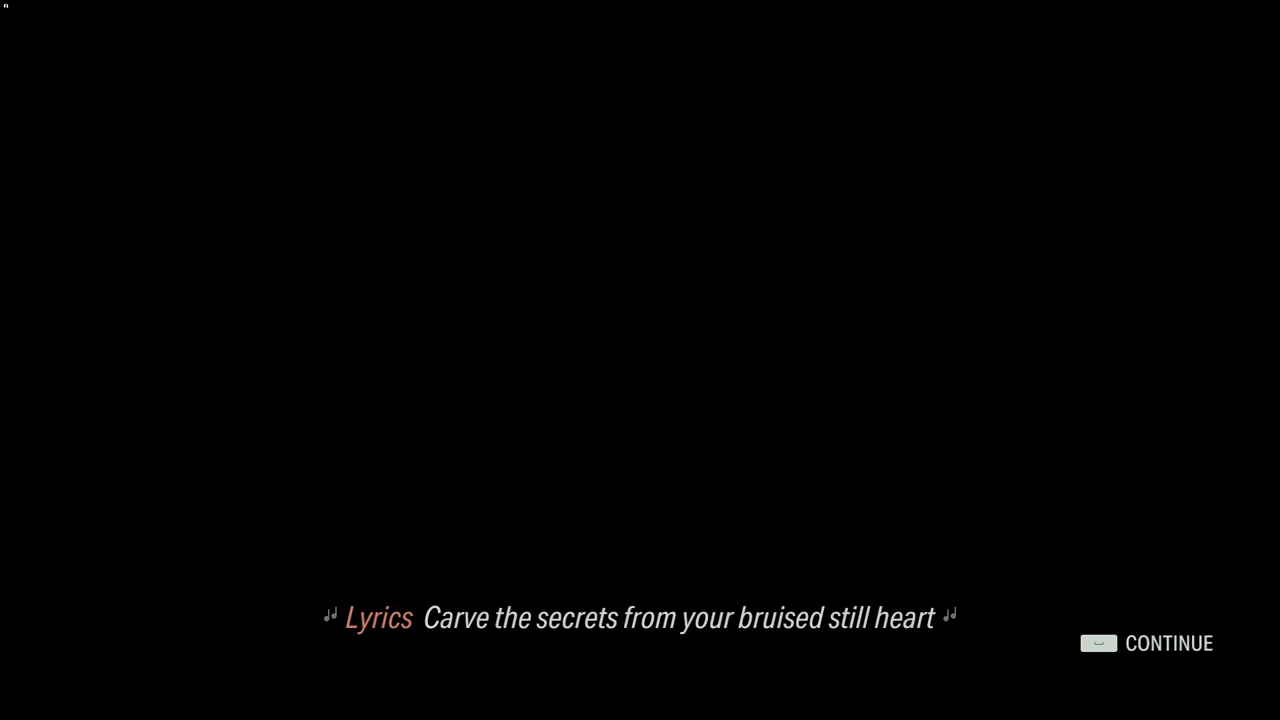 ♫ Lyrics Carve the secrets from your bruised still heart ♫
CONTINUE